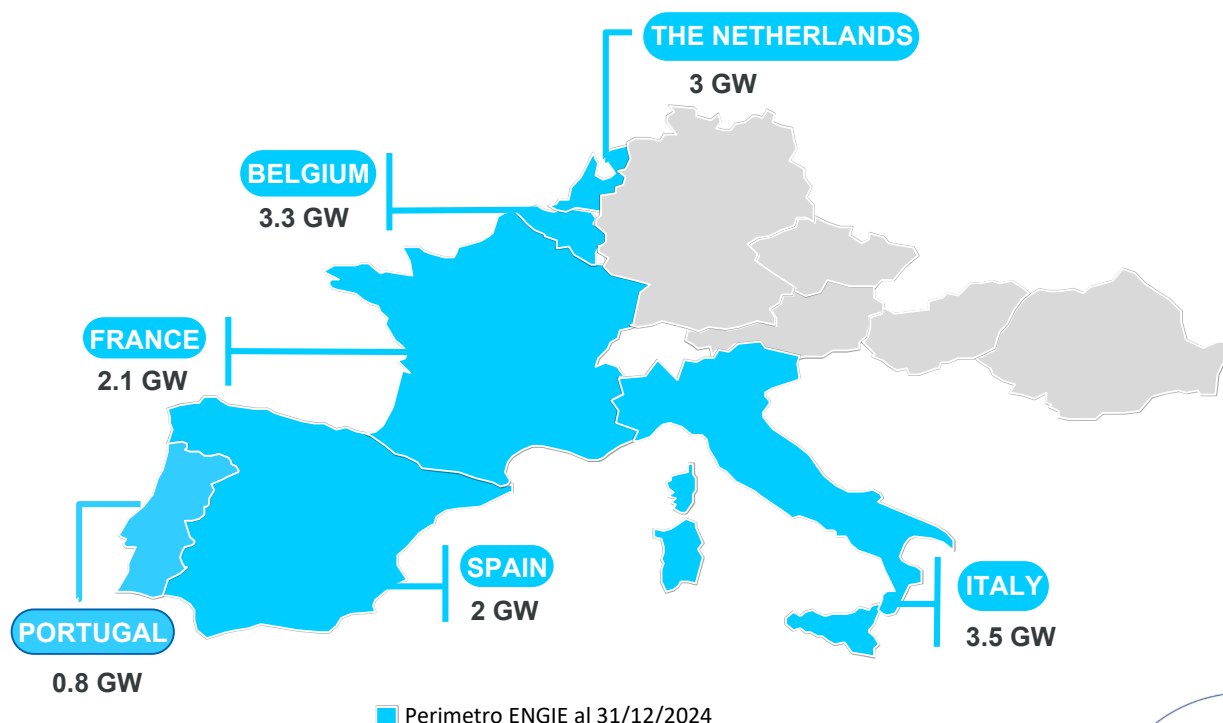 THE NETHERLANDS
3 GW
BELGIUM
3.3 GW
FRANCE
2.1 GW
SPAIN
2 GW
ITALY
3.5 GW
PORTUGAL
0.8 GW
Perimetro ENGIE al 31/12/2024